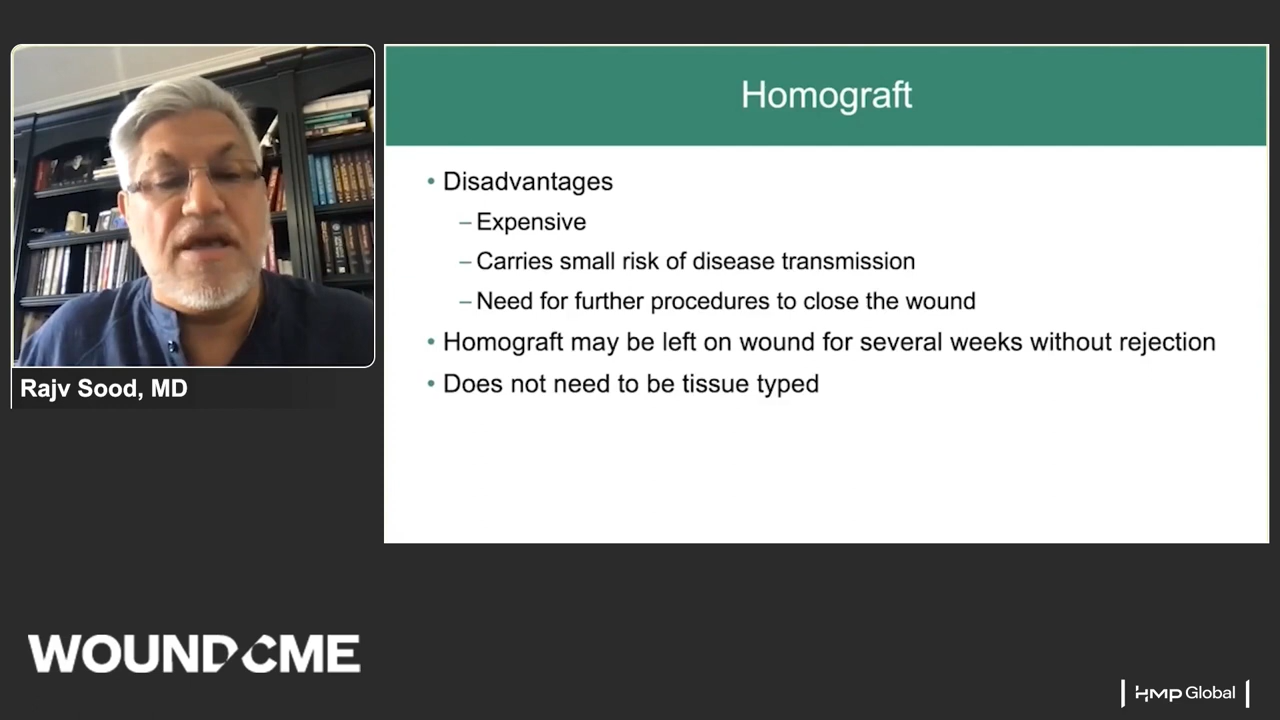 Homograft
• Disadvantages
– Expensive
– Carries small risk of disease transmission
– Need for further procedures to close the wound
• Homograft may be left on wound for several weeks without rejection
• Does not need to be tissue typed
Rajv Sood, MD
WOUNDCME
HMP Global